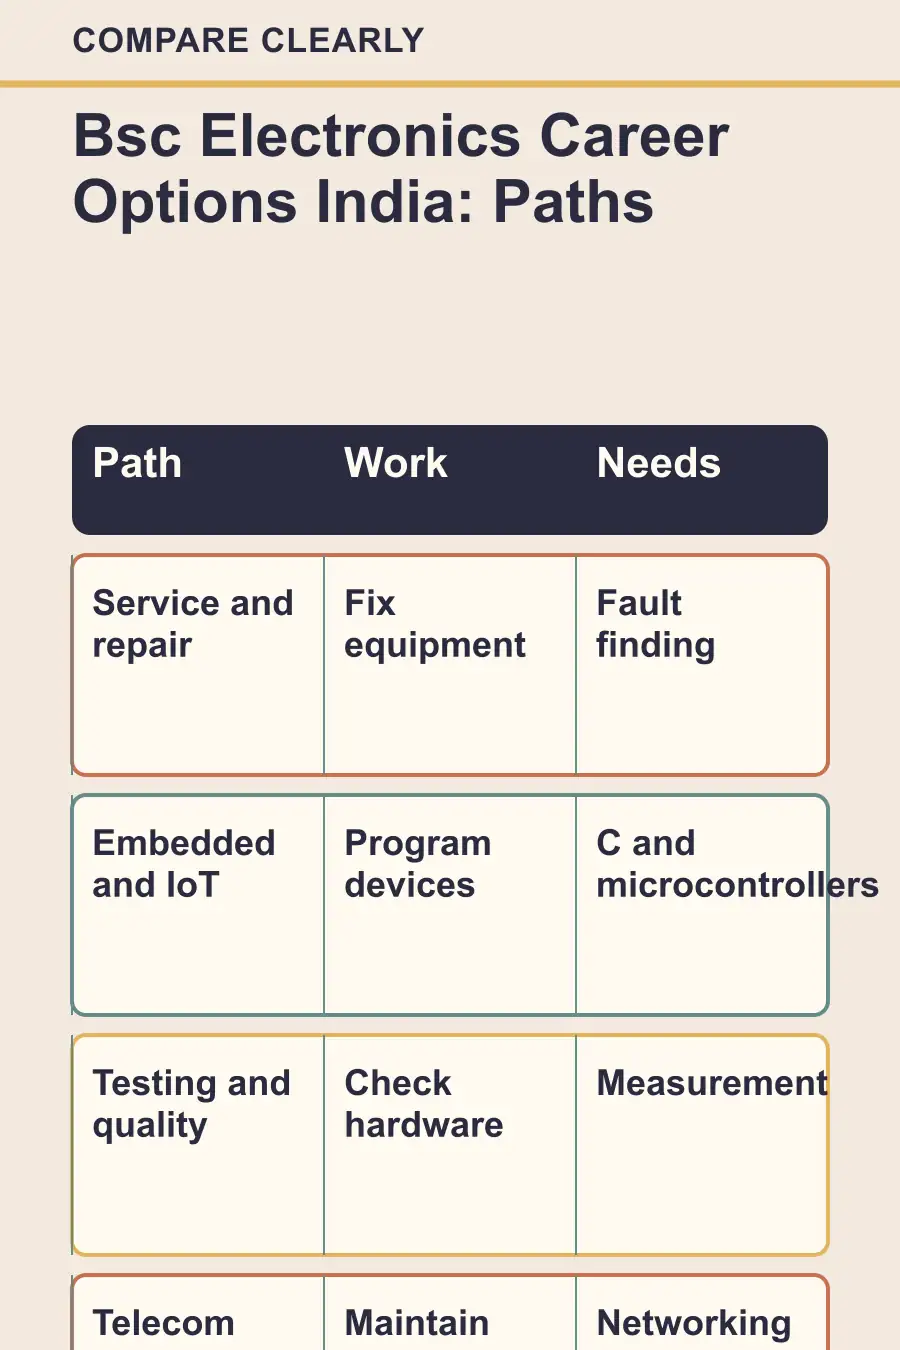 COMPARE CLEARLY
Bsc Electronics Career
Options India: Paths
Path Work Needs
Service and Fix Fault
repair equipment finding
Embedded Program C and
and IoT devices microcontrollers
Testing and Check Measurement
quality hardware
Telecom Maintain Networking